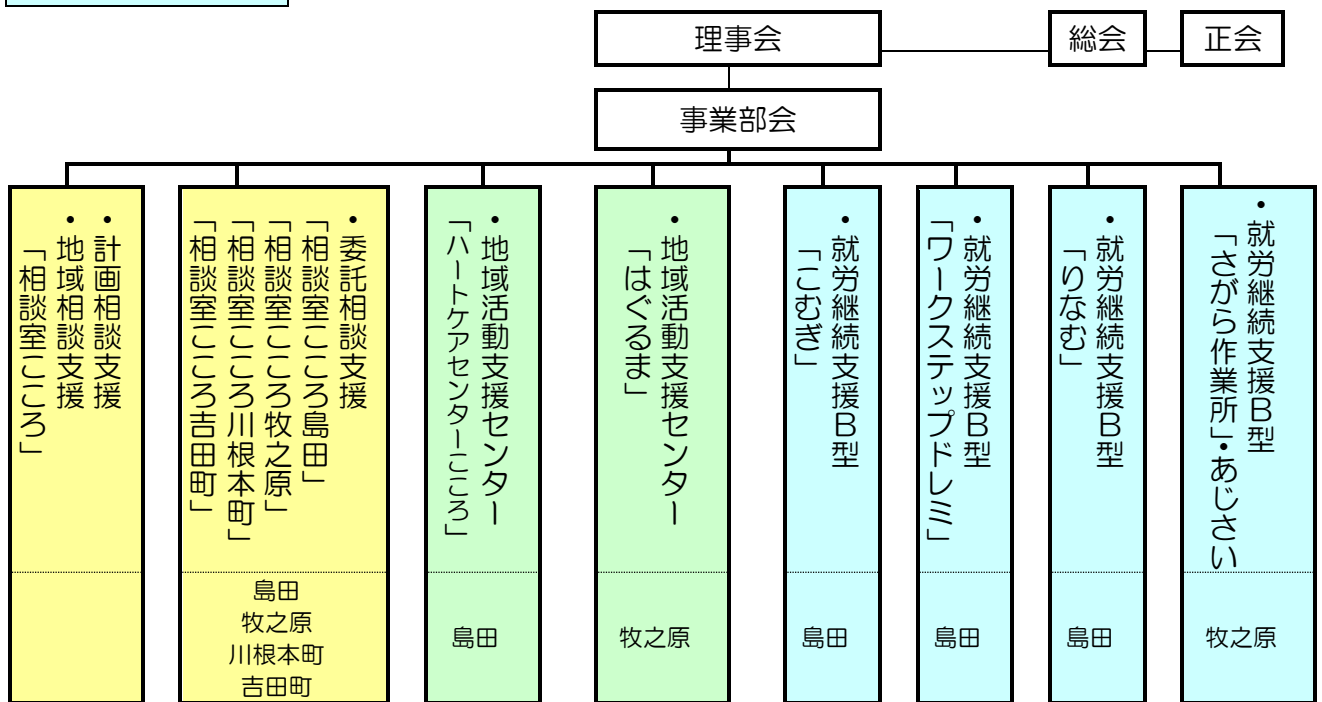 理事会
総会
正会
事業部会
・計画相談支援
・地域相談支援
「相談室こころ」
・委託相談支援
「相談室こころ島田」
「相談室こころ牧之原」
「相談室こころ川根本町」
「相談室こころ吉田町」
島田
牧之原
川根本町
吉田町
・地域活動支援センター
「ハートケアセンターこころ」
島田
・地域活動支援センター
「はぐるま」
牧之原
・就労継続支援B型
「こむぎ」
島田
・就労継続支援B型
「ワークステップドレミ」
島田
・就労継続支援B型
「りなむ」
島田
・就労継続支援B型
「さがら作業所」・あじさい
牧之原